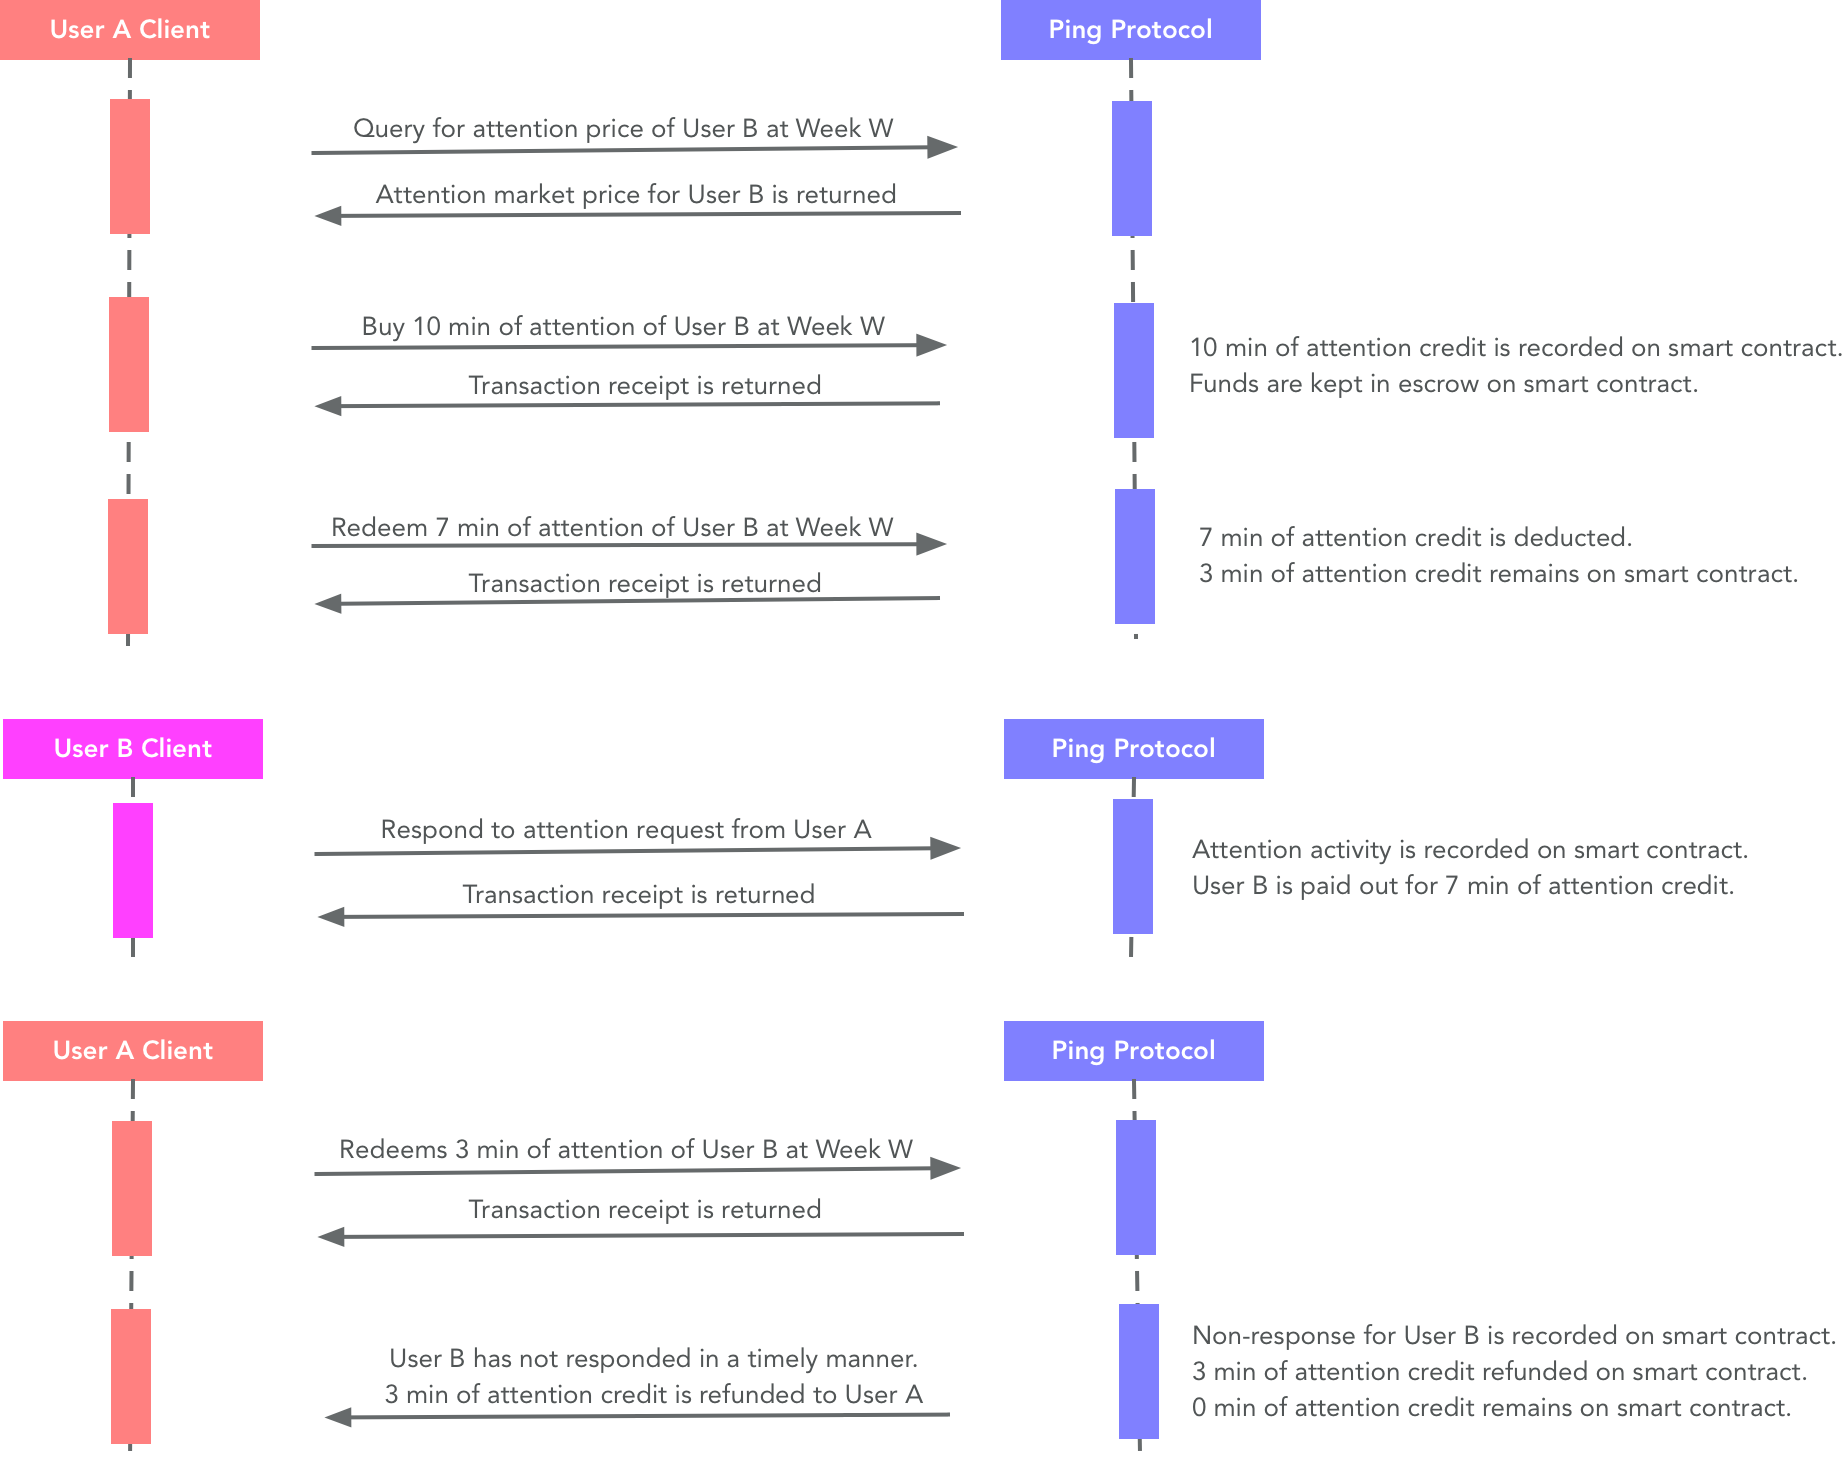 User A Client
Ping Protocol
Query for attention price of User B at Week W
Attention market price for User B is returned
Buy 10 min of attention of User B at Week W
Transaction receipt is returned
10 min of attention credit is recorded on smart contract.
Funds are kept in escrow on smart contract.
Redeem 7 min of attention of User B at Week W
Transaction receipt is returned
7 min of attention credit is deducted.
3 min of attention credit remains on smart contract.
User B Client
Ping Protocol
Respond to attention request from User A
Transaction receipt is returned
Attention activity is recorded on smart contract.
User B is paid out for 7 min of attention credit.
User A Client
Ping Protocol
Redeems 3 min of attention of User B at Week W
Transaction receipt is returned
User B has not responded in a timely manner.
3 min of attention credit is refunded to User A
Non-response for User B is recorded on smart contract.
3 min of attention credit refunded on smart contract.
0 min of attention credit remains on smart contract.